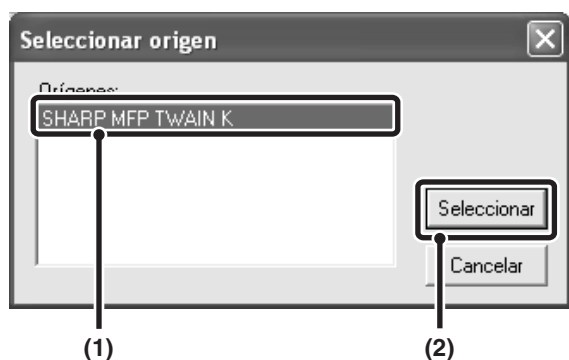 Seleccionar origen
Orígenes:
SHARP MFP TWAIN K
Seleccionar
Cancelar
(1) (2)